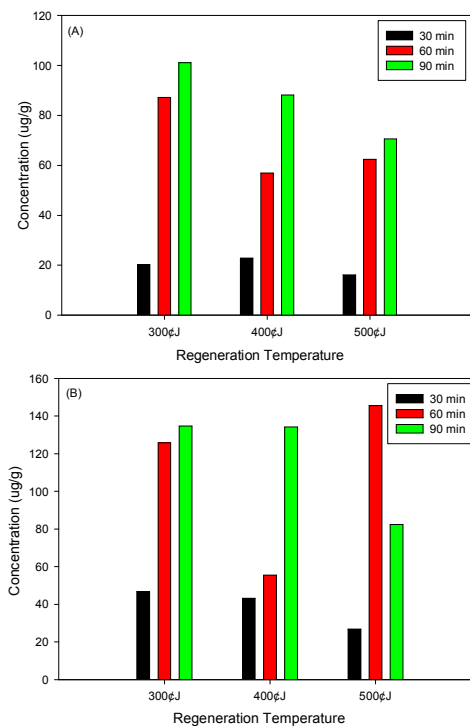 (A)
30 min
60 min
90 min
120
100
80
60
40
20
0
Concentration (ug/g)
300¢J 400¢J 500¢J
Regeneration Temperature
(B)
30 min
60 min
90 min
160
140
120
100
80
60
40
20
0
Concentration (ug/g)
300¢J 400¢J 500¢J
Regeneration Temperature